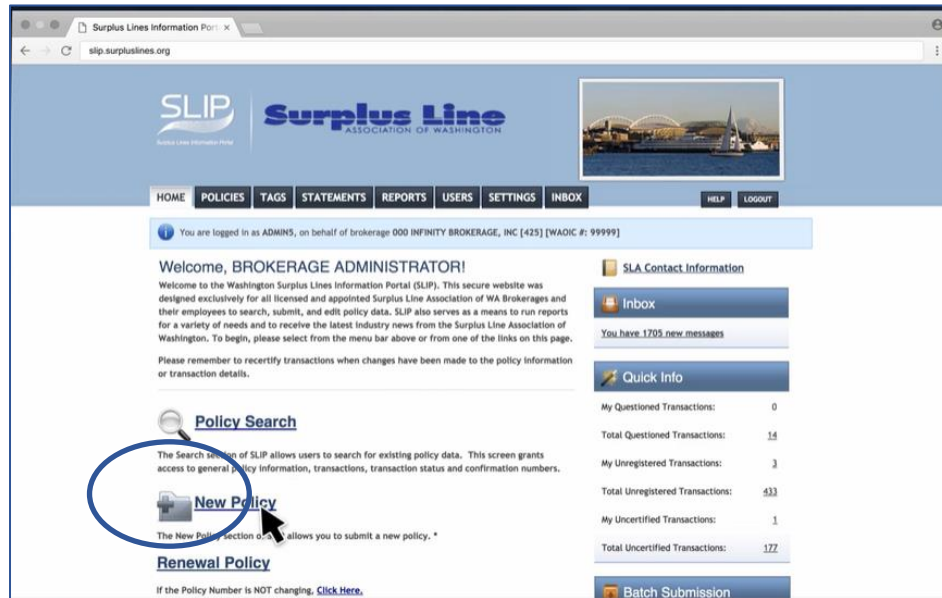 Surplus Lines Information Port
slip.surpluslines.org
SLIP
Surplus Lines Information Portal
Surplus Line
ASSOCIATION OF WASHINGTON
HOME POLICIES TAGS STATEMENTS REPORTS USERS SETTINGS INBOX HELP LOGOUT
You are logged in as ADMIN5, on behalf of brokerage 000 INFINITY BROKERAGE, INC [425] [WAOIC #: 99999]
Welcome, BROKERAGE ADMINISTRATOR!
Welcome to the Washington Surplus Lines Information Portal (SLIP). This secure website was
designed exclusively for all licensed and appointed Surplus Line Association of WA Brokerages and
their employees to search, submit, and edit policy data. SLIP also serves as a means to run reports
for a variety of needs and to receive the latest industry news from the Surplus Line Association of
Washington. To begin, please select from the menu bar above or from one of the links on this page.
Please remember to recertify transactions when changes have been made to the policy information
or transaction details.
Policy Search
The Search section of SLIP allows users to search for existing policy data. This screen grants
access to general policy information, transactions, transaction status and confirmation numbers.
New Policy
The New Policy section allows you to submit a new policy. *
Renewal Policy
If the Policy Number is NOT changing, Click Here.
SLA Contact Information
Inbox
You have 1705 new messages
Quick Info
My Questioned Transactions: 0
Total Questioned Transactions: 14
My Unregistered Transactions: 3
Total Unregistered Transactions: 433
My Uncertified Transactions: 1
Total Uncertified Transactions: 177
Batch Submission